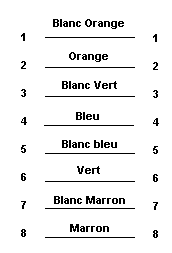 Blanc Orange
1 1
Orange
2 2
Blanc Vert
3 3
Bleu
4 4
Blanc bleu
5 5
Vert
6 6
Blanc Marron
7 7
Marron
8 8